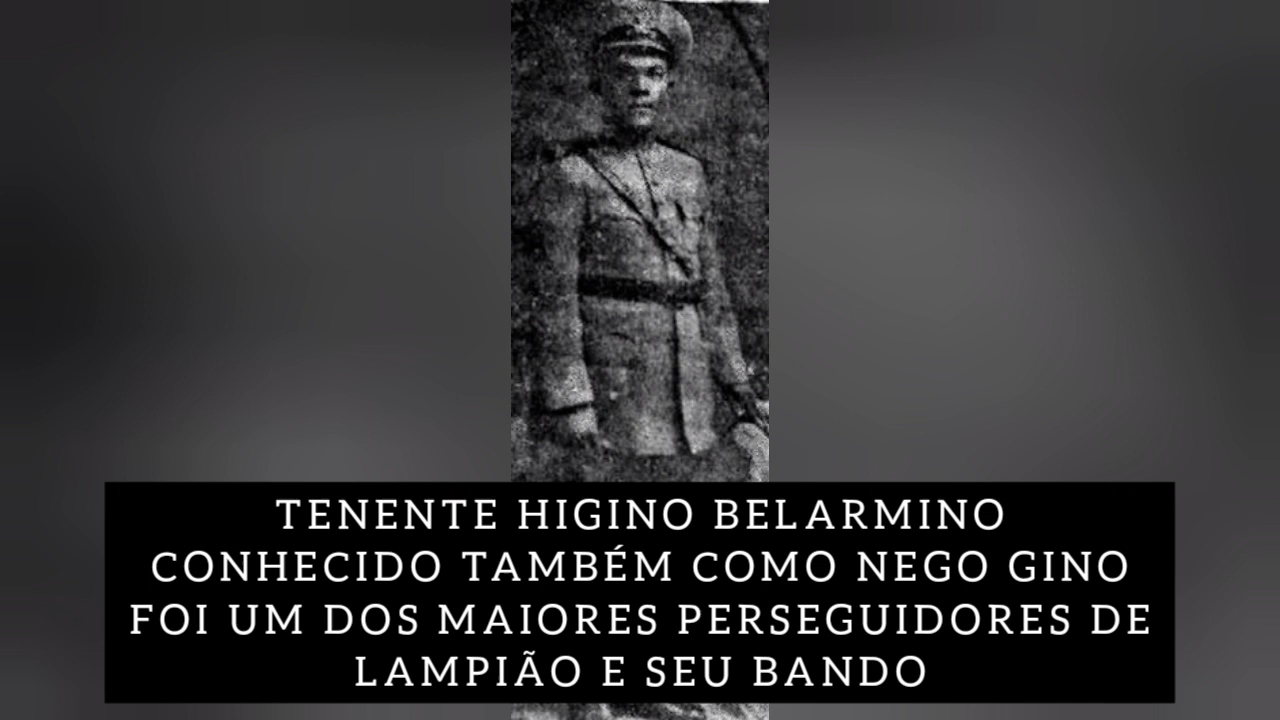 TENENTE HIGINO BELARMINO
CONHECIDO TAMBÉM COMO NEGO GINO
FOI UM DOS MAIORES PERSEGUIDORES DE
LAMPIÃO E SEU BANDO